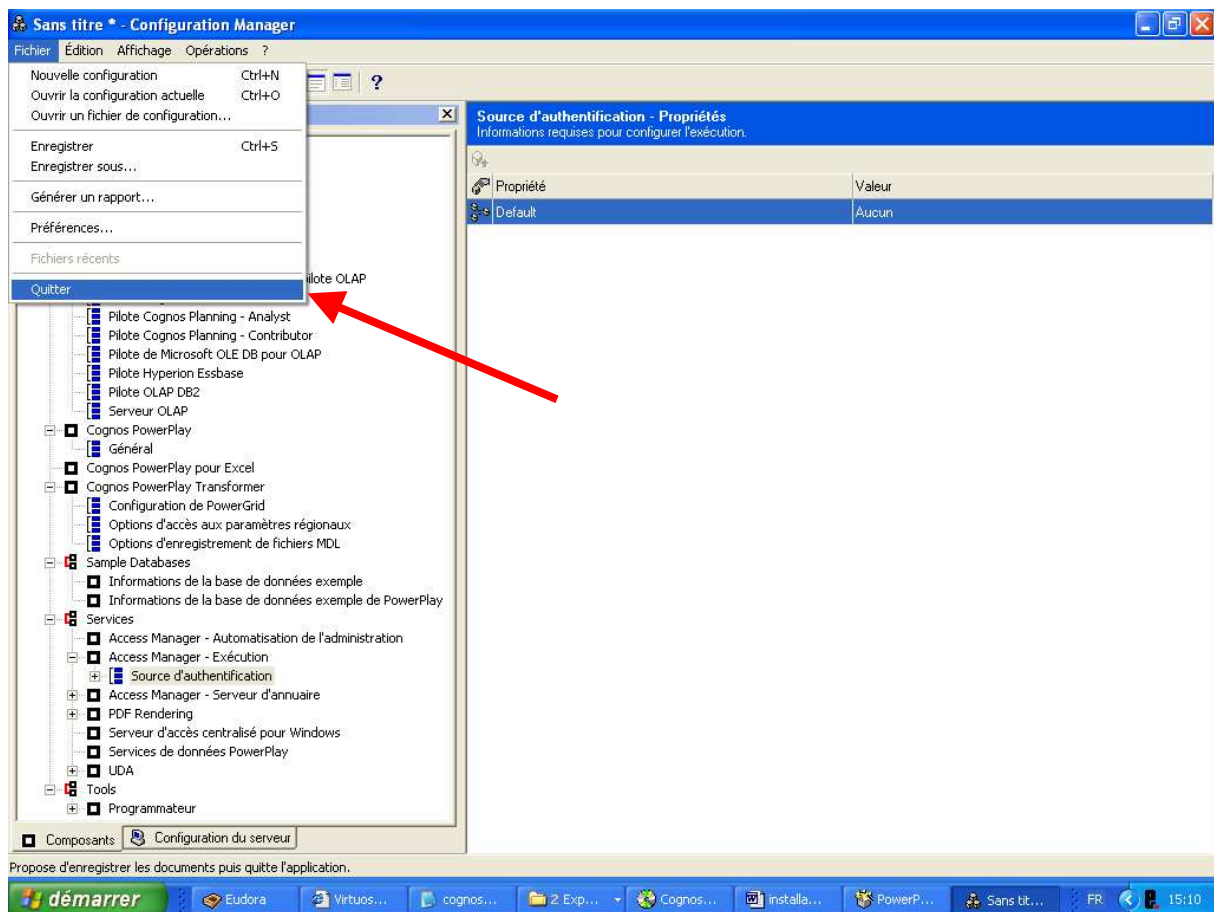 Sans titre * - Configuration Manager
Fichier Édition Affichage Opérations ?
Nouvelle configuration Ctrl+N
Ouvrir la configuration actuelle Ctrl+O
Ouvrir un fichier de configuration...
Enregistrer Ctrl+S
Enregistrer sous...
Générer un rapport...
Préférences...
Fichiers récents
Quitter
?
Source d'authentification - Propriétés
Informations requises pour configurer l'exécution.
Propriété Valeur
Default Aucun
OLAP
Pilote Cognos Planning - Analyst
Pilote Cognos Planning - Contributor
Pilote de Microsoft OLE DB pour OLAP
Pilote Hyperion Essbase
Pilote OLAP DB2
Serveur OLAP
Cognos PowerPlay
Général
Cognos PowerPlay pour Excel
Cognos PowerPlay Transformer
Configuration de PowerGrid
Options d'accès aux paramètres régionaux
Options d'enregistrement de fichiers MDL
Sample Databases
Informations de la base de données exemple
Informations de la base de données exemple de PowerPlay
Services
Access Manager - Automatisation de l'administration
Access Manager - Exécution
Source d'authentification
Access Manager - Serveur d'annuaire
PDF Rendering
Serveur d'accès centralisé pour Windows
Services de données PowerPlay
UDA
Tools
Programmateur
Composants Configuration du serveur
Propose d'enregistrer les documents puis quitte l'application.
démarrer Eudora Virtuos... cognos... 2 Exp... Cognos... installa... PowerP... Sans tit... FR 15:10